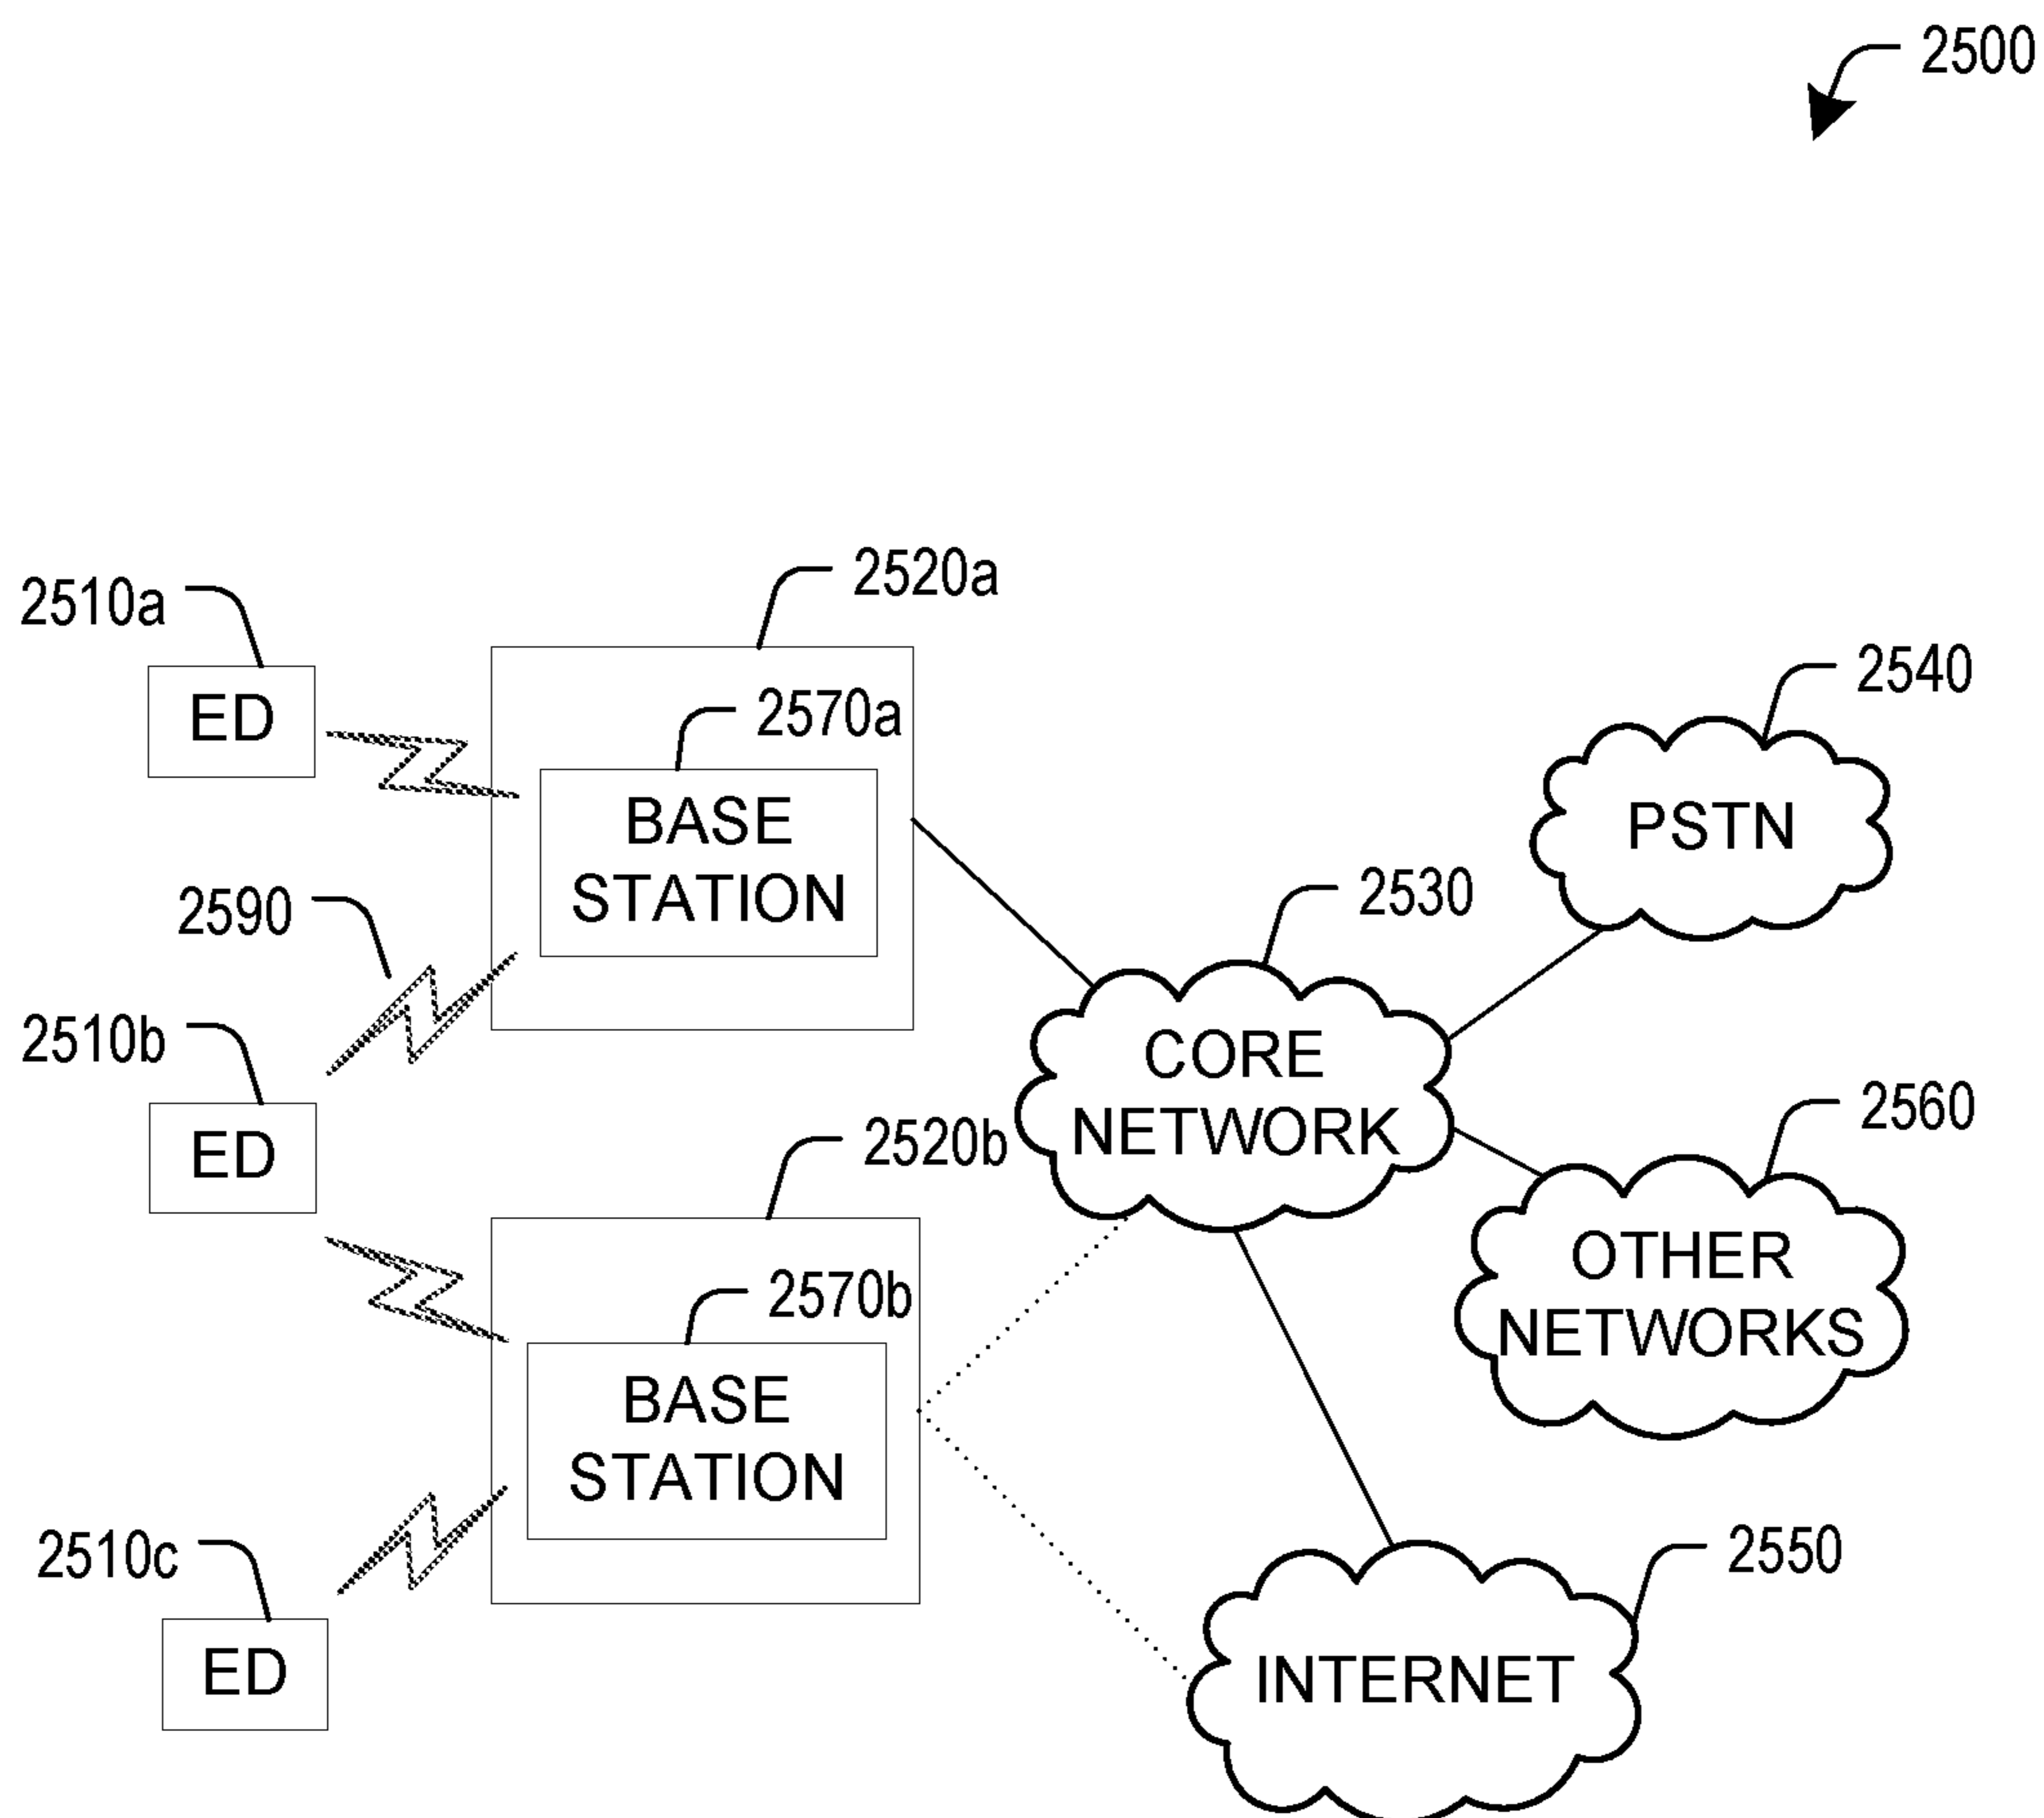 2500
2520a
2510a
ED
2570a
BASE
STATION
2540
PSTN
2590
2530
2510b
ED
CORE
NETWORK
2520b
2560
OTHER
NETWORKS
2570b
BASE
STATION
2510c
ED
2550
INTERNET